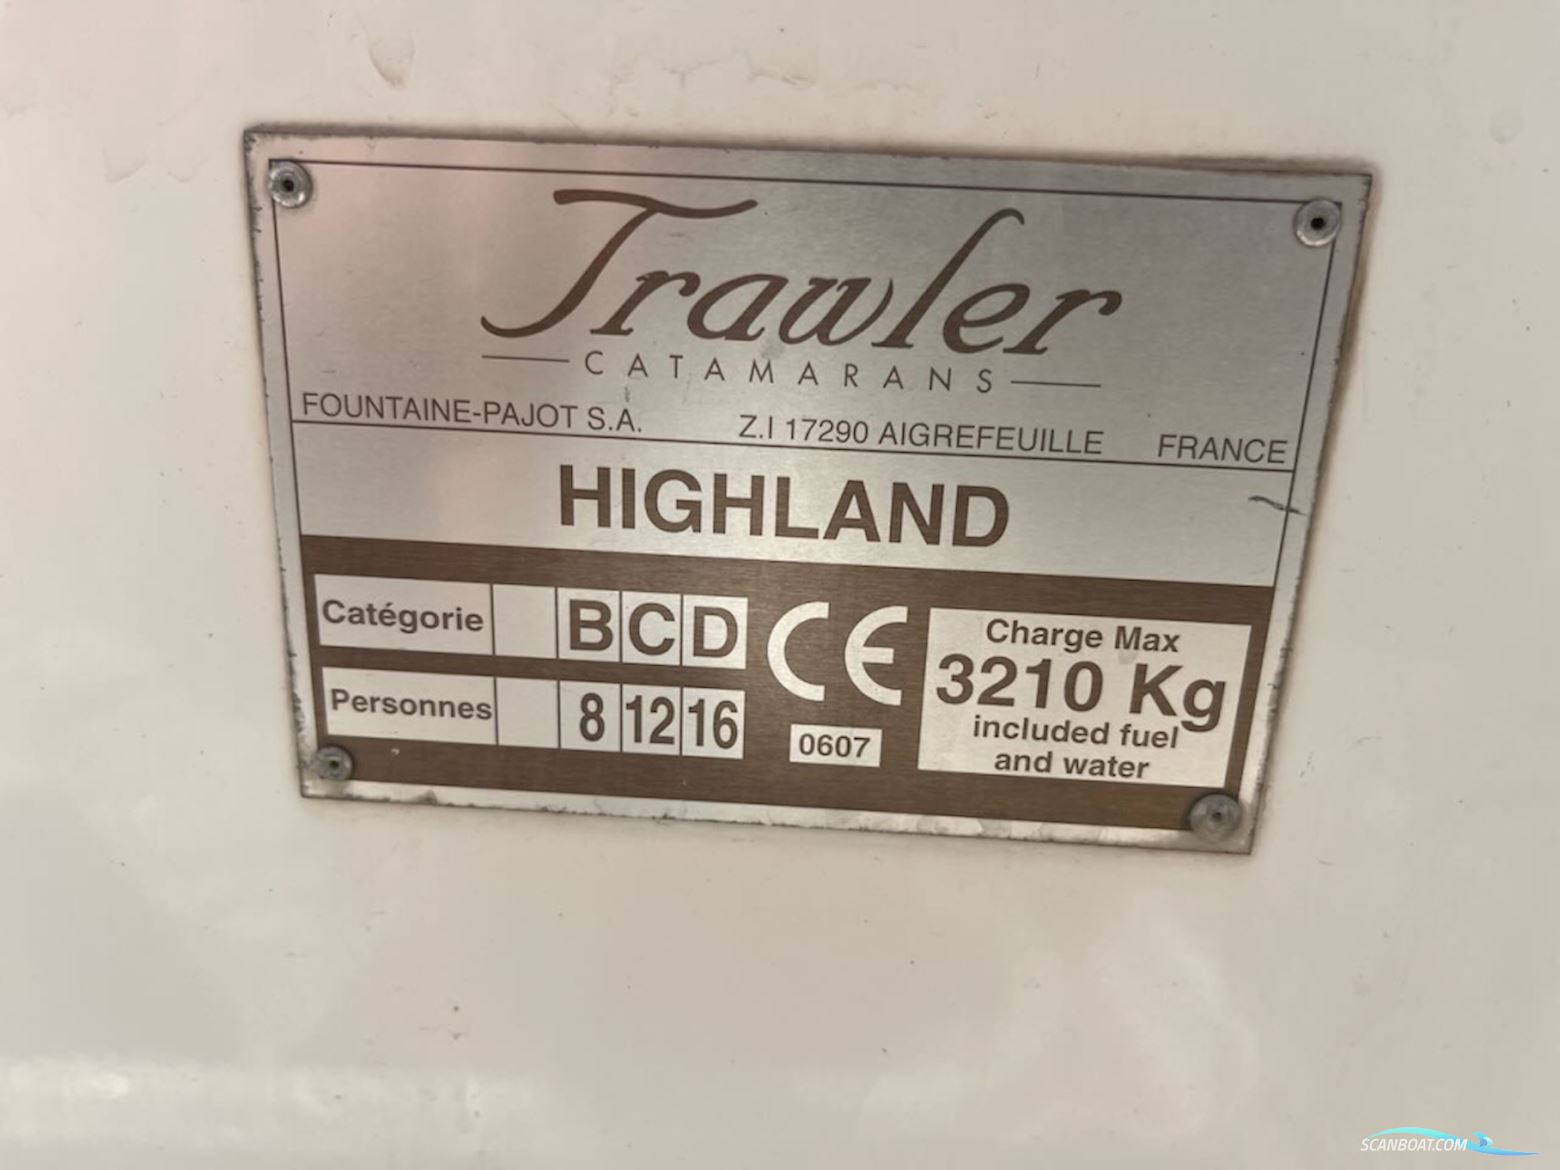 Trawler
CATAMARANS
FOUNTAINE-PAJOT S.A. Z.I 17290 AIGREFEUILLE FRANCE
HIGHLAND
Catégorie B C D
Personnes 8 12 16
CE
0607
Charge Max
3210 Kg
included fuel
and water
SCANBOAT.COM